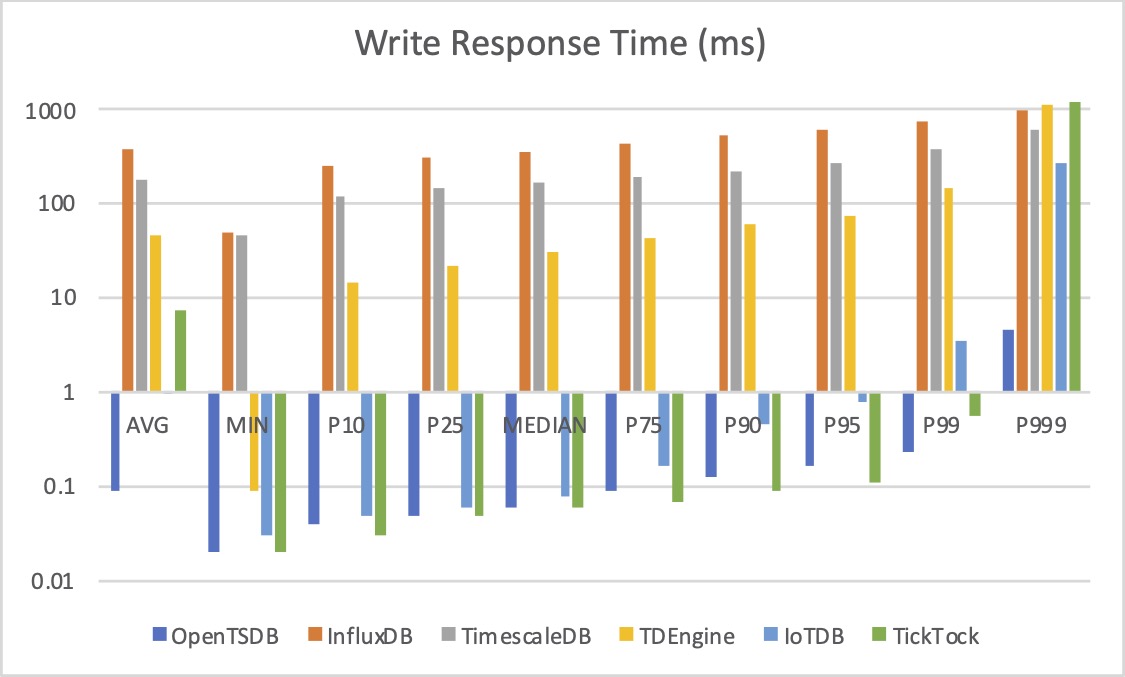 Write Response Time (ms)
1000
100
10
1
AVG MIN P10 P25 MEDIAN P75 P90 P95 P99 P999
0.1
0.01
OpenTSDB InfluxDB TimescaleDB TDEngine IoTDB TickTock